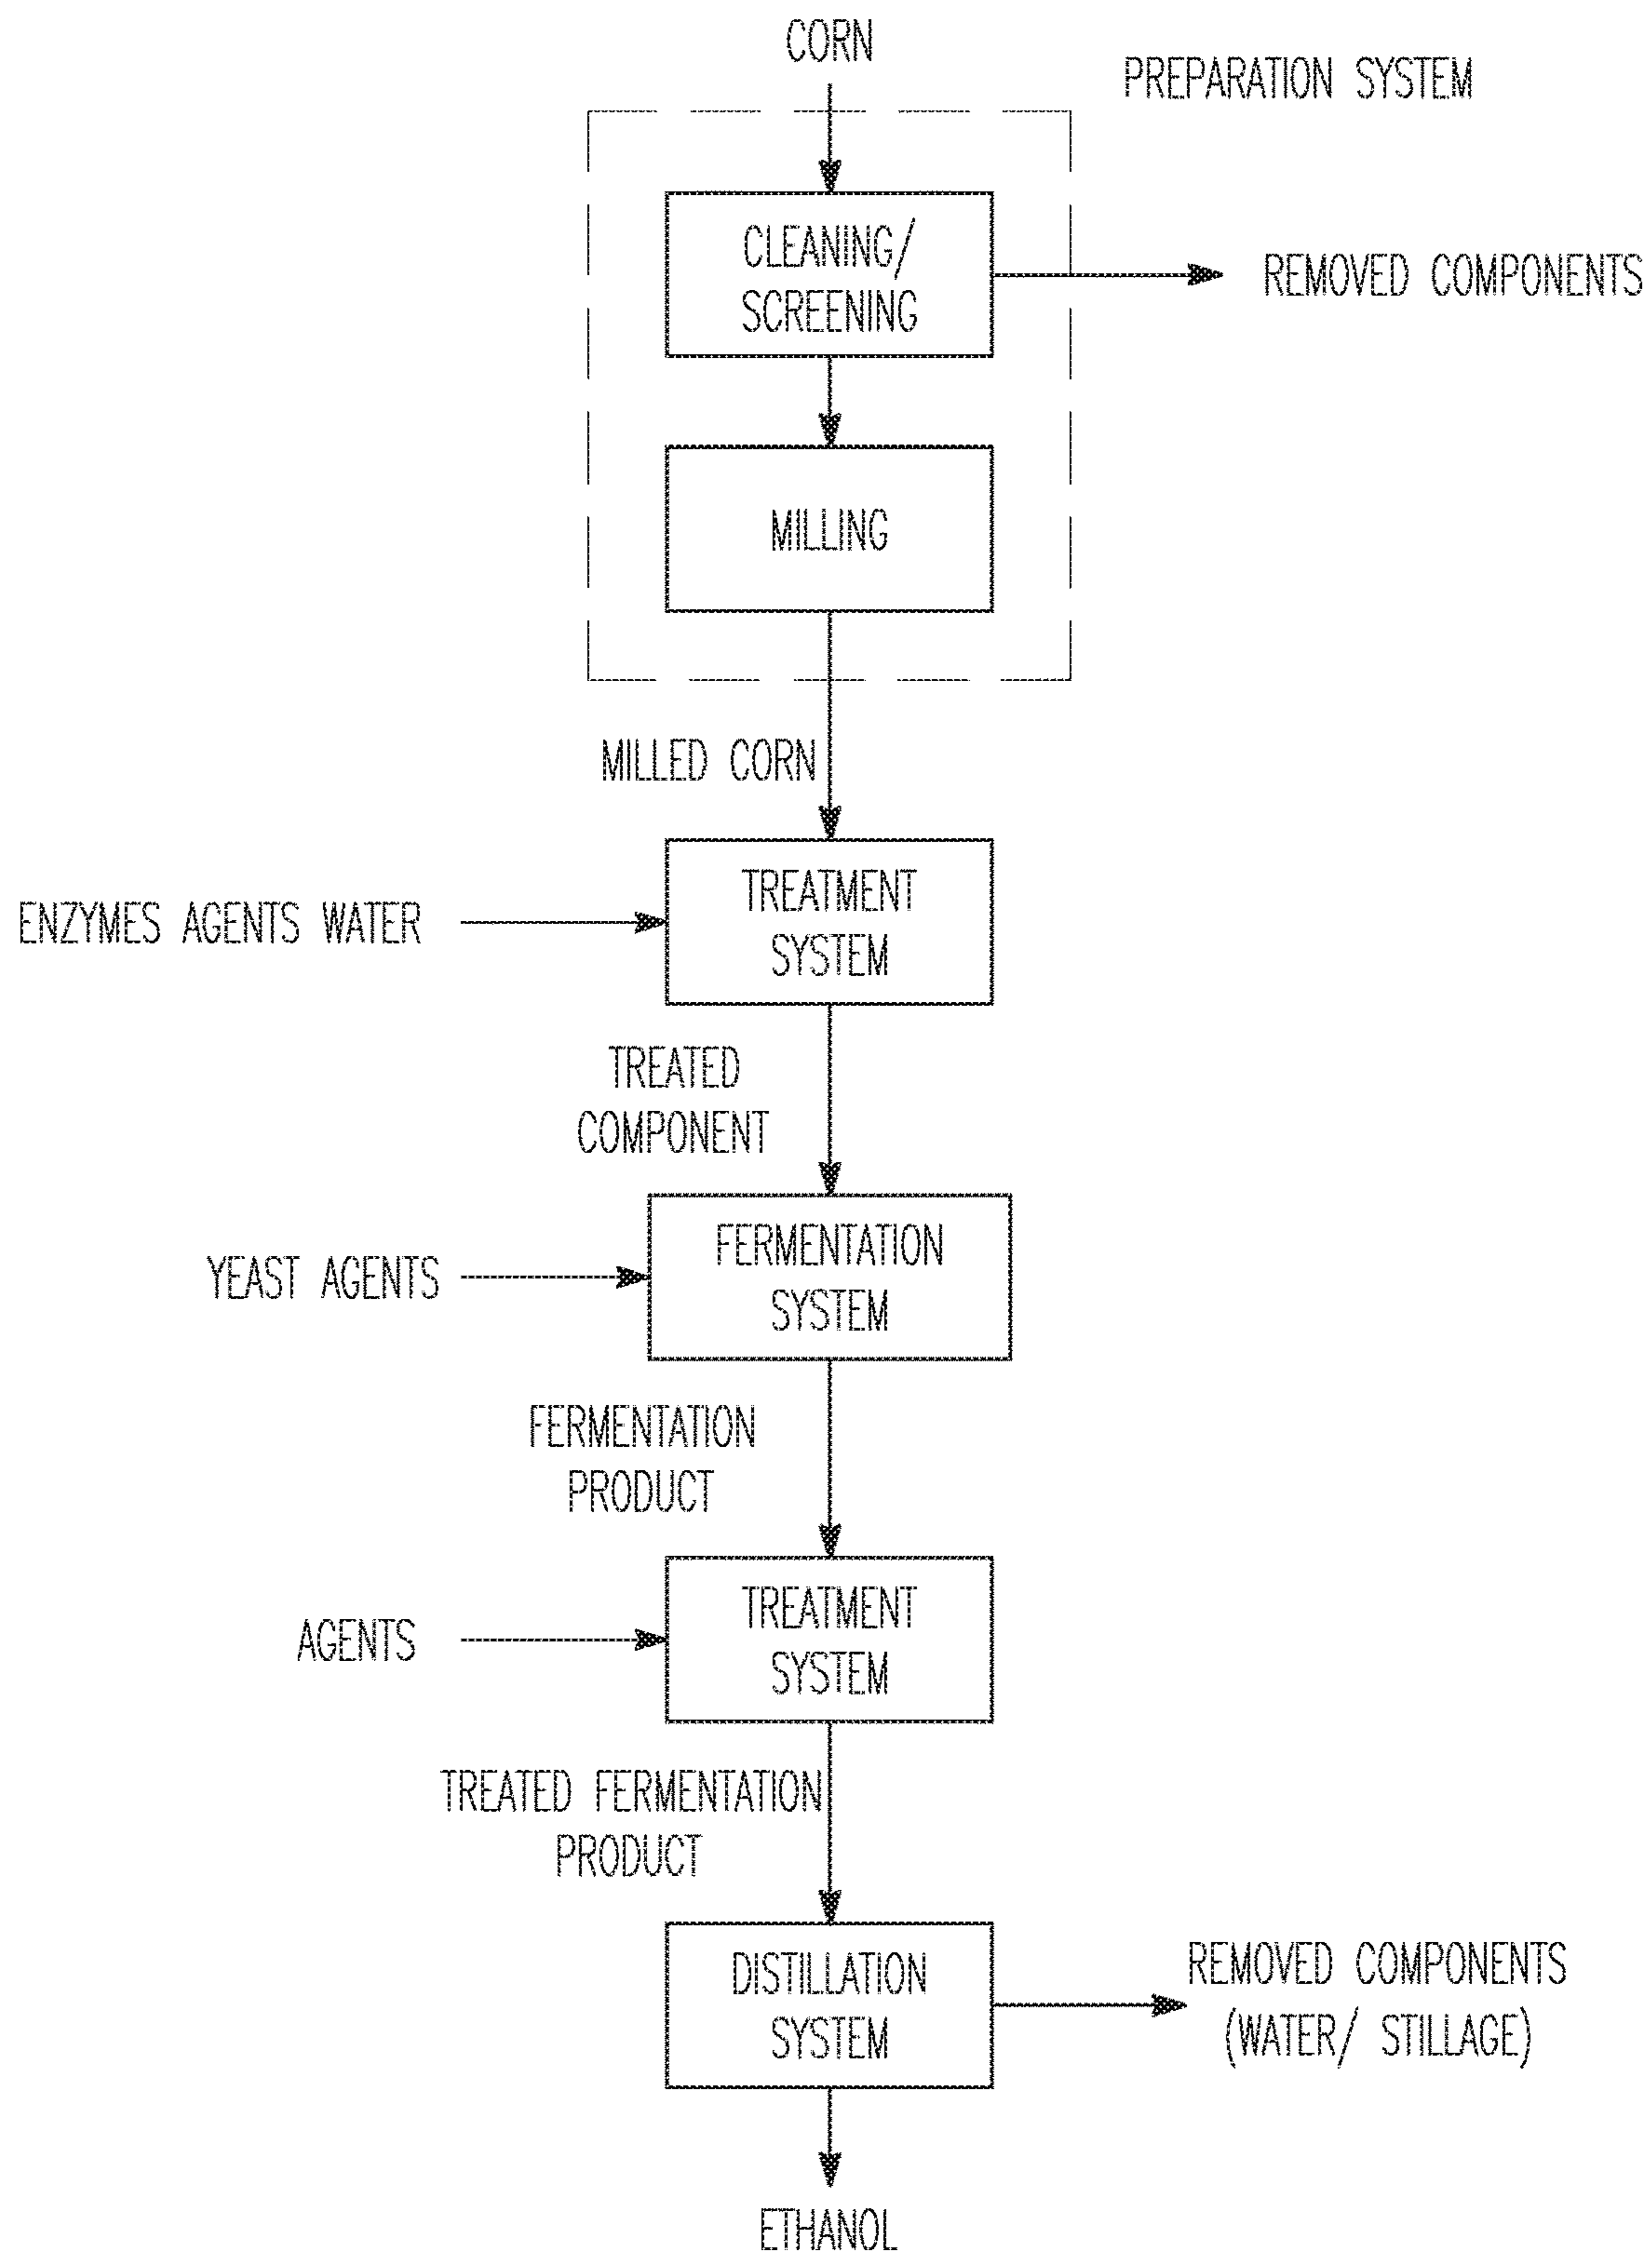 CORN
PREPARATION SYSTEM
CLEANING/
SCREENING
REMOVED COMPONENTS
MILLING
MILLED CORN
TREATMENT
SYSTEM
ENZYMES AGENTS WATER
TREATED
COMPONENT
FERMENTATION
SYSTEM
YEAST AGENTS
FERMENTATION
PRODUCT
TREATMENT
SYSTEM
AGENTS
TREATED FERMENTATION
PRODUCT
DISTILLATION
SYSTEM
REMOVED COMPONENTS
(WATER/ STILLAGE)
ETHANOL